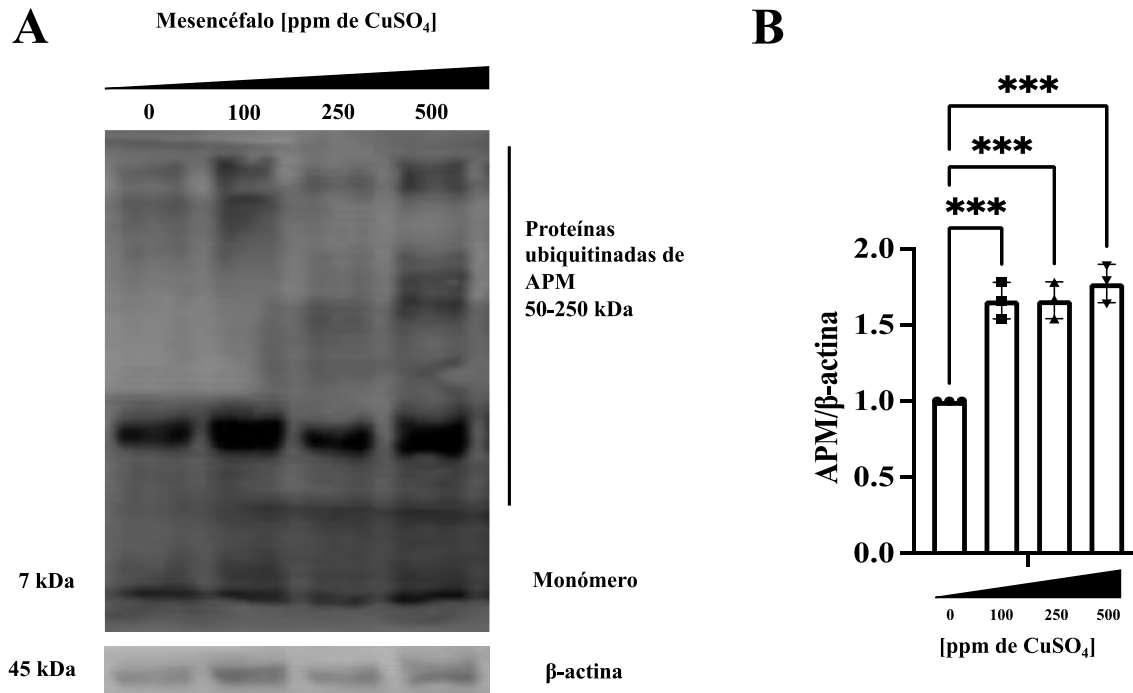 A
Mesencéfalo [ppm de CuSO₄]
0 100 250 500
Proteínas
ubiquitinadas de
APM
50-250 kDa
7 kDa
Monómero
45 kDa
β-actina
B
***
***
***
APM/β-actina
2.0
1.5
1.0
0.5
0.0
0 100 250 500
[ppm de CuSO₄]